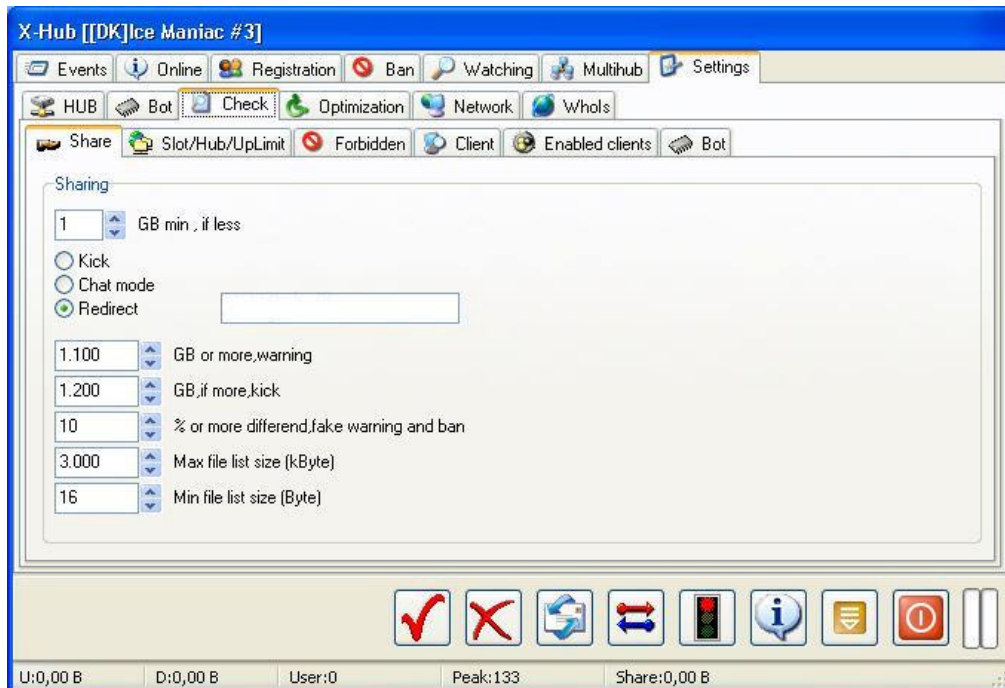 X-Hub [[DK]Ice Maniac #3]
Events Online Registration Ban Watching Multihub Settings
HUB Bot Check Optimization Network WhoIs
Share Slot/Hub/UpLimit Forbidden Client Enabled clients Bot
Sharing
1 GB min , if less
Kick
Chat mode
Redirect
1.100 GB or more,warning
1.200 GB,if more,kick
10 % or more differend,fake warning and ban
3.000 Max file list size (kByte)
16 Min file list size (Byte)
U:0,00 B D:0,00 B User:0 Peak:133 Share:0,00 B